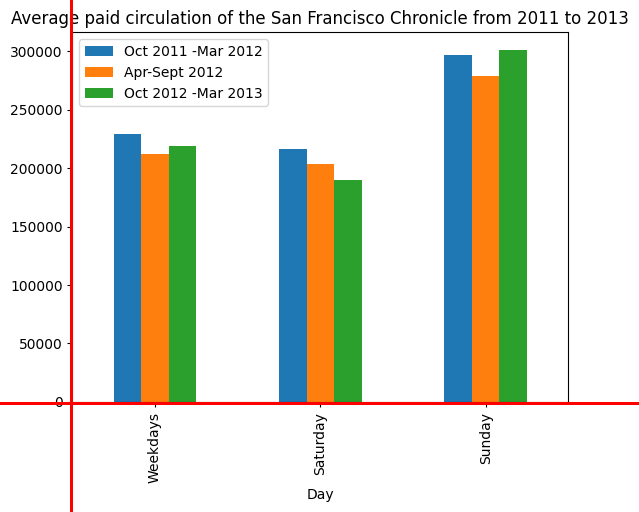 Average paid circulation of the San Francisco Chronicle from 2011 to 2013
Oct 2011 -Mar 2012
Apr-Sept 2012
Oct 2012 -Mar 2013
300000
250000
200000
150000
100000
50000
0
Weekdays
Saturday
Sunday
Day